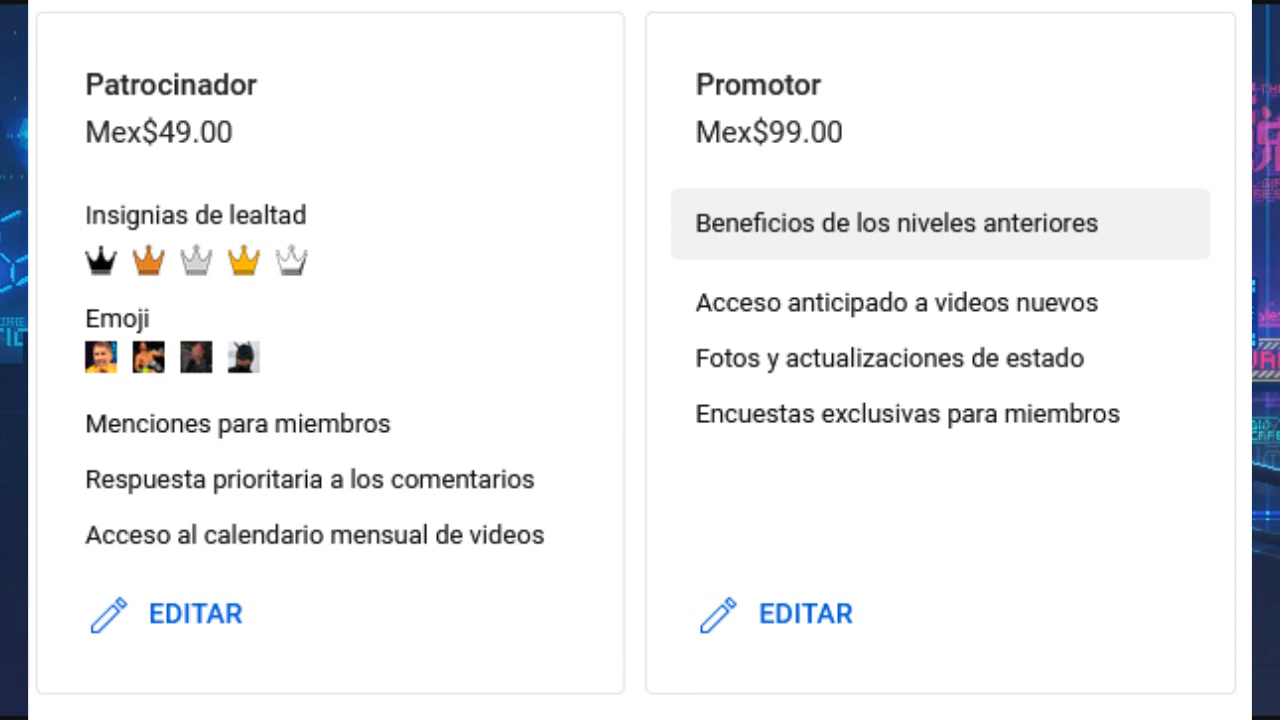 Patrocinador
Mex$49.00
Insignias de lealtad
Emoji
Menciones para miembros
Respuesta prioritaria a los comentarios
Acceso al calendario mensual de videos
EDITAR
Promotor
Mex$99.00
Beneficios de los niveles anteriores
Acceso anticipado a videos nuevos
Fotos y actualizaciones de estado
Encuestas exclusivas para miembros
EDITAR